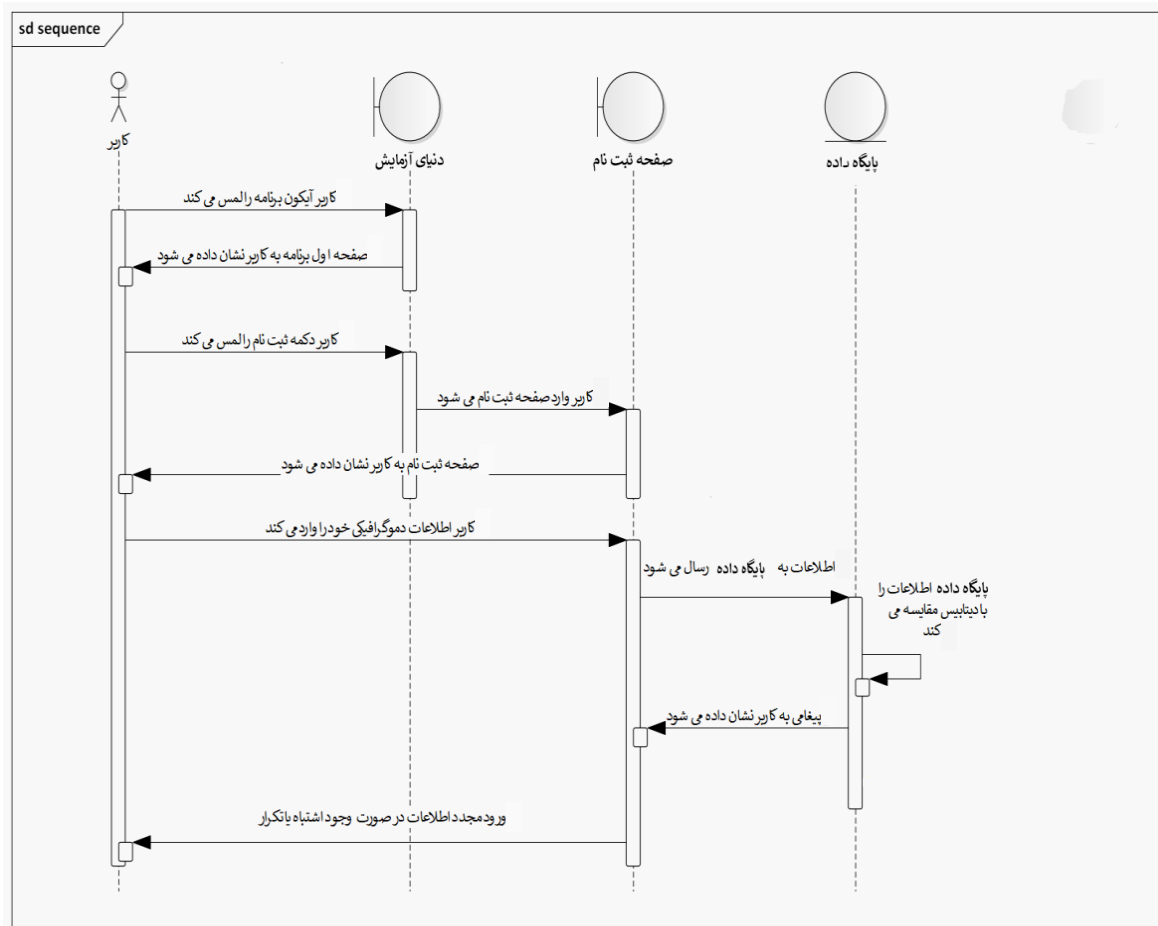 sd sequence
کاربر
دنیای آزمایش
صفحه ثبت نام
پایگاه داده
کاربر آیکون برنامه را لمس می کند
صفحه اول برنامه به کاربر نشان داده می شود
کاربر دکمه ثبت نام را لمس می کند
کاربر وارد صفحه ثبت نام می شود
صفحه ثبت نام به کاربر نشان داده می شود
کاربر اطلاعات دموگرافیکی خود را وارد می کند
اطلاعات به پایگاه داده رسال می شود
پایگاه داده اطلاعات را
با دیتابیس مقایسه می
کند
پیغامی به کاربر نشان داده می شود
ورود مجدد اطلاعات در صورت وجود اشتباه یا تکرار